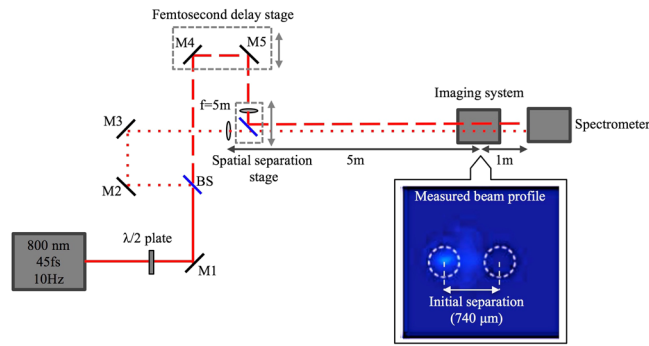 Femtosecond delay stage
M4
M5
M3
f=5m
Imaging system
Spectrometer
Spatial separation
stage
5m
1m
M2
BS
Measured beam profile
λ/2 plate
800 nm
45fs
10Hz
M1
Initial separation
(740 μm)